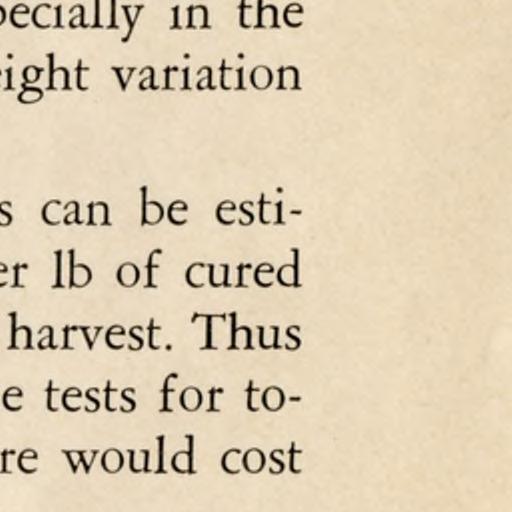 pecially in the
eight variation
s can be esti-
er lb of cured
harvest. Thus
e tests for to-
re would cost